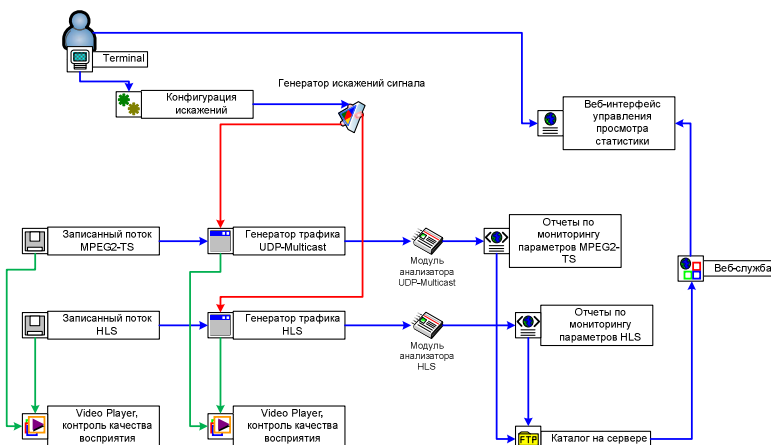 Terminal
Генератор искажений сигнала
Конфигурация
искажений
Веб-интерфейс
управления
просмотра
статистики
Записанный поток
MPEG2-TS
Генератор трафика
UDP-Multicast
Модуль
анализатора
UDP-Multicast
Отчеты по
мониторингу
параметров MPEG2-
TS
Веб-служба
Записанный поток
HLS
Генератор трафика
HLS
Модуль
анализатора
HLS
Отчеты по
мониторингу
параметров HLS
Video Player,
контроль качества
восприятия
Video Player,
контроль качества
восприятия
FTP
Каталог на сервере